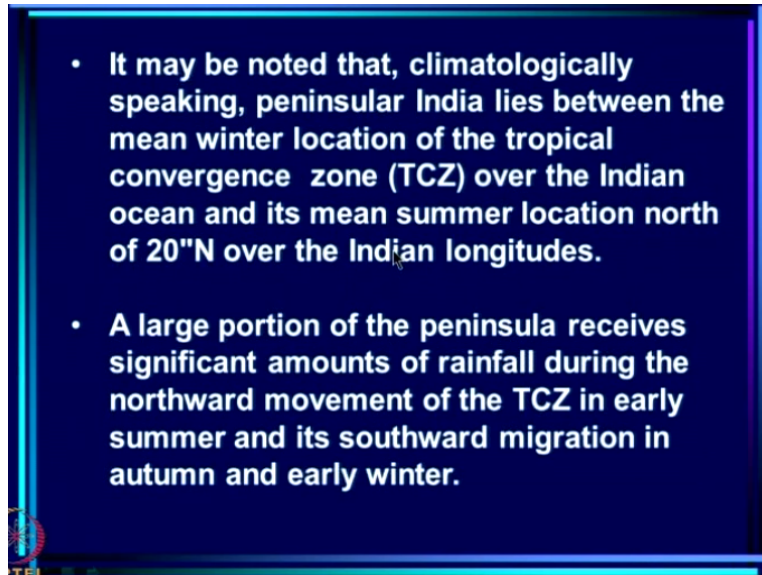 • It may be noted that, climatologically
speaking, peninsular India lies between the
mean winter location of the tropical
convergence zone (TCZ) over the Indian
ocean and its mean summer location north
of 20"N over the Indian longitudes.
• A large portion of the peninsula receives
significant amounts of rainfall during the
northward movement of the TCZ in early
summer and its southward migration in
autumn and early winter.